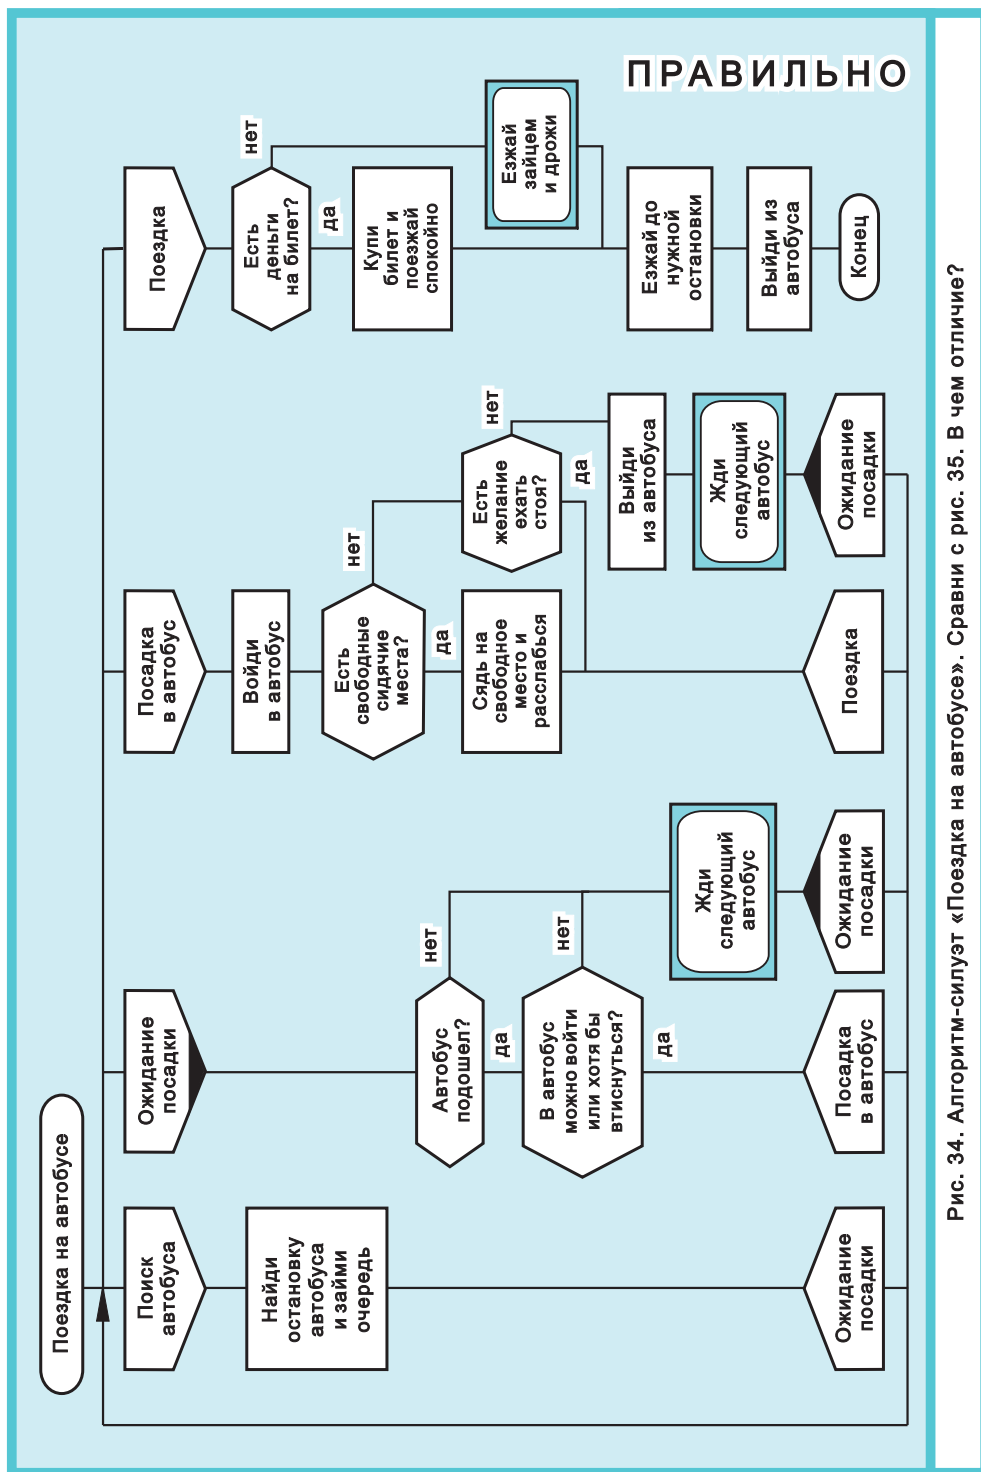 ПРАВИЛЬНО
Поездка на автобусе
Поиск
автобуса
Найди
остановку
автобуса
и займи
очередь
Ожидание
посадки
Ожидание
посадки
Автобус
подошел?
нет
да
В автобус
можно войти
или хотя бы
втиснуться?
нет
да
Посадка
в автобус
Жди
следующий
автобус
Ожидание
посадки
Посадка
в автобус
Войди
в автобус
Есть
свободные
сидячие
места?
нет
да
Сядь на
свободное
место и
расслабься
Поездка
Есть
желание
ехать
стоя?
нет
да
Выйди
из автобуса
Жди
следующий
автобус
Ожидание
посадки
Поездка
Есть
деньги
на билет?
нет
да
Купи
билет и
поезжай
спокойно
Езжай
зайцем
и дрожи
Езжай до
нужной
остановки
Выйди из
автобуса
Конец
Рис. 34. Алгоритм-силуэт «Поездка на автобусе». Сравни с рис. 35. В чем отличие?